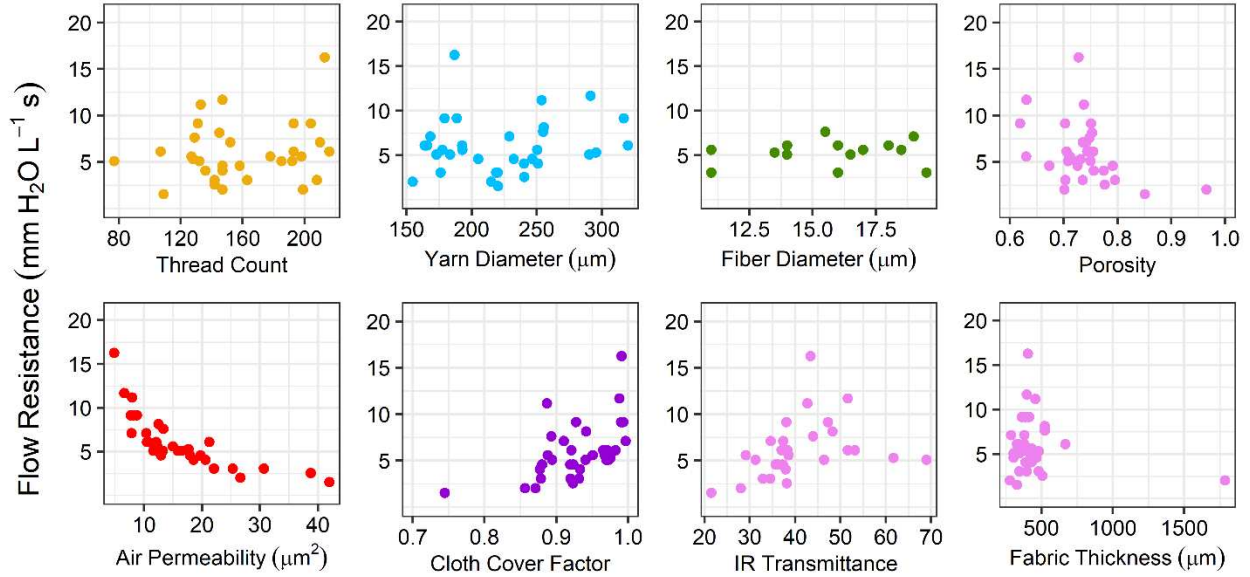 Flow Resistance (mm H₂O L⁻¹ s)
20
15
10
5
80 120 160 200
Thread Count
20
15
10
5
150 200 250 300
Yarn Diameter (μm)
20
15
10
5
12.5 15.0 17.5
Fiber Diameter (μm)
20
15
10
5
0.6 0.7 0.8 0.9 1.0
Porosity
20
15
10
5
10 20 30 40
Air Permeability (μm²)
20
15
10
5
0.7 0.8 0.9 1.0
Cloth Cover Factor
20
15
10
5
20 30 40 50 60 70
IR Transmittance
20
15
10
5
500 1000 1500
Fabric Thickness (μm)